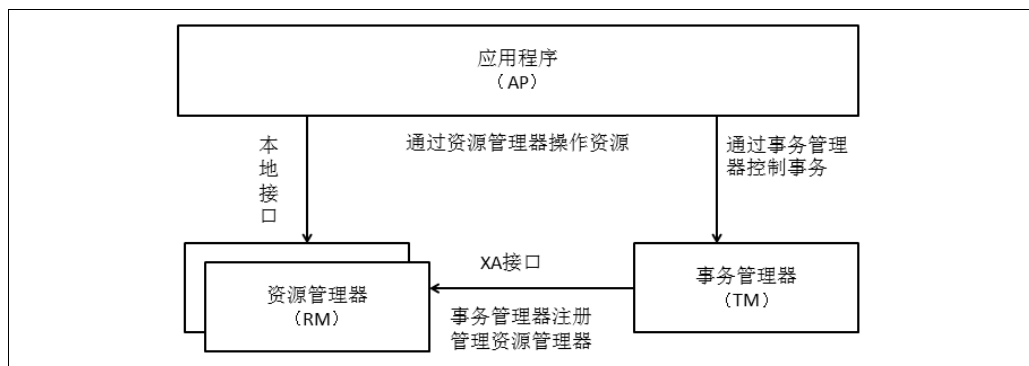 应用程序
（AP）
本地接口
通过资源管理器操作资源
通过事务管理
器控制事务
XA接口
资源管理器
（RM）
事务管理器
（TM）
事务管理器注册
管理资源管理器